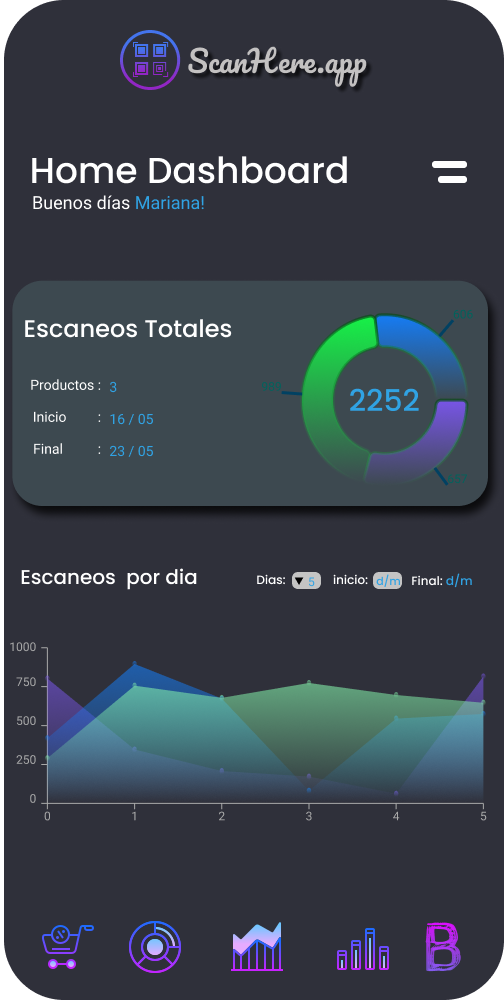 ScanHere.app
Home Dashboard
Buenos días Mariana!
Escaneos Totales
Productos : 3
Inicio : 16 / 05
Final : 23 / 05
2252
Escaneos por dia
Dias: 5 inicio: d/m Final: d/m
1000
750
500
250
0
0 1 2 3 4 5
B